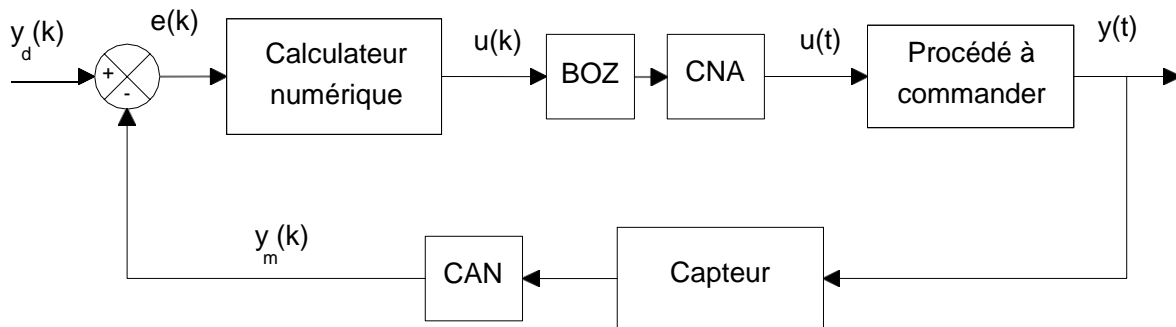 y_d(k)
e(k)
+
-
Calculateur
numérique
u(k)
BOZ
CNA
u(t)
Procédé à
commander
y(t)
y_m(k)
CAN
Capteur